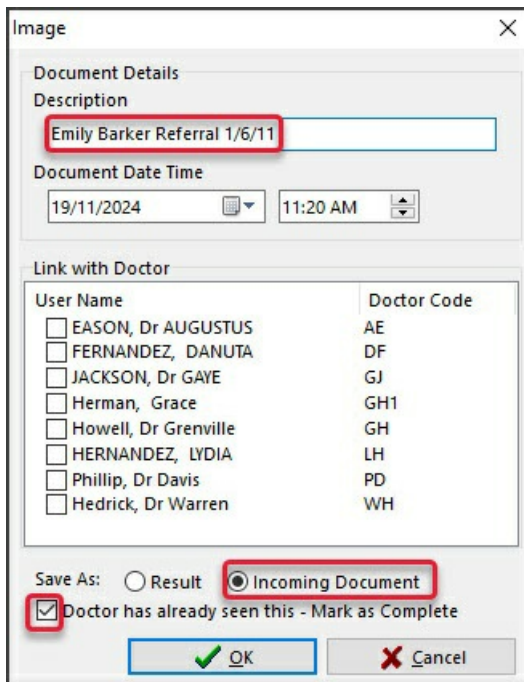 Image
Document Details
Description
Emily Barker Referral 1/6/11
Document Date Time
19/11/2024 11:20 AM
Link with Doctor
User Name Doctor Code
EASON, Dr AUGUSTUS AE
FERNANDEZ, DANUTA DF
JACKSON, Dr GAYE GJ
Herman, Grace GH1
Howell, Dr Grenville GH
HERNANDEZ, LYDIA LH
Phillip, Dr Davis PD
Hedrick, Dr Warren WH
Save As: Result Incoming Document
Doctor has already seen this - Mark as Complete
OK Cancel